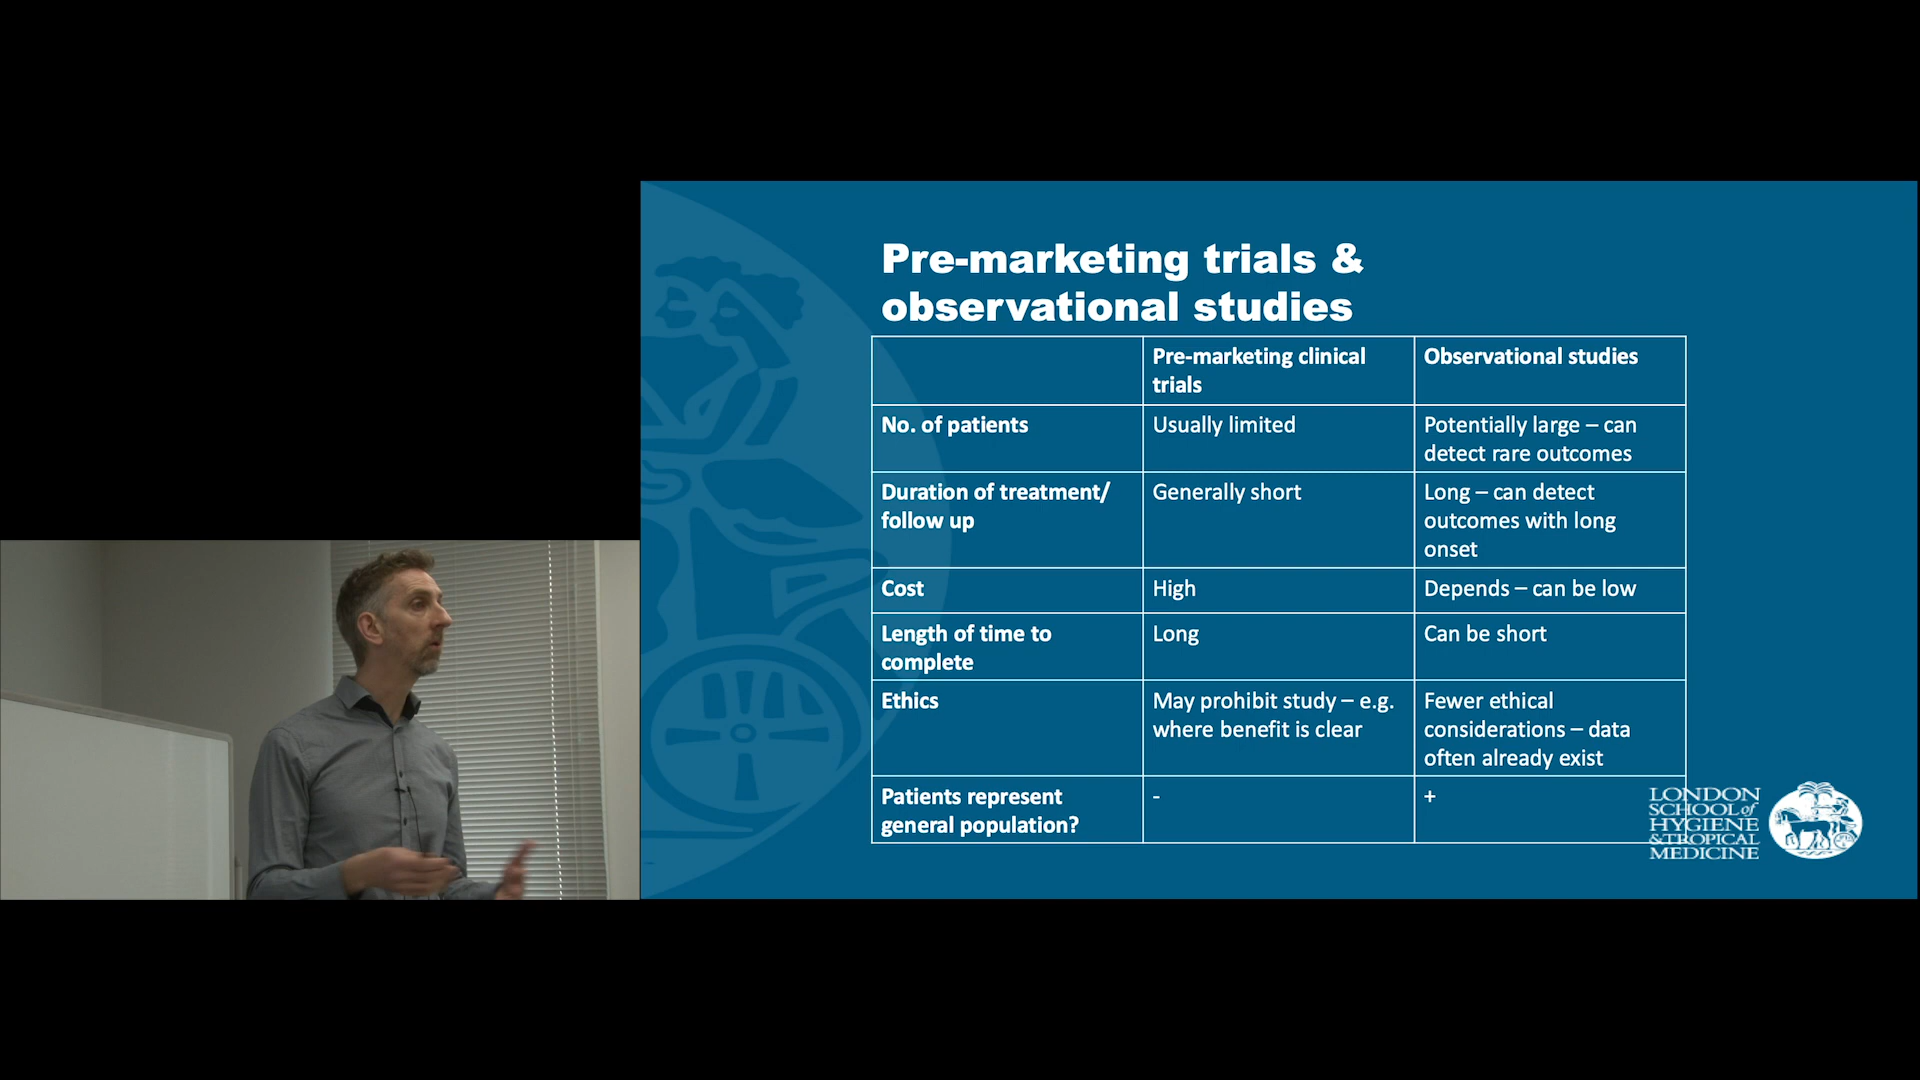 Pre-marketing trials &
observational studies
Pre-marketing clinical
trials
Observational studies
No. of patients
Usually limited
Potentially large – can
detect rare outcomes
Duration of treatment/
follow up
Generally short
Long – can detect
outcomes with long
onset
Cost
High
Depends – can be low
Length of time to
complete
Long
Can be short
Ethics
May prohibit study – e.g.
where benefit is clear
Fewer ethical
considerations – data
often already exist
Patients represent
general population?
-
+
LONDON
SCHOOL of
HYGIENE
& TROPICAL
MEDICINE